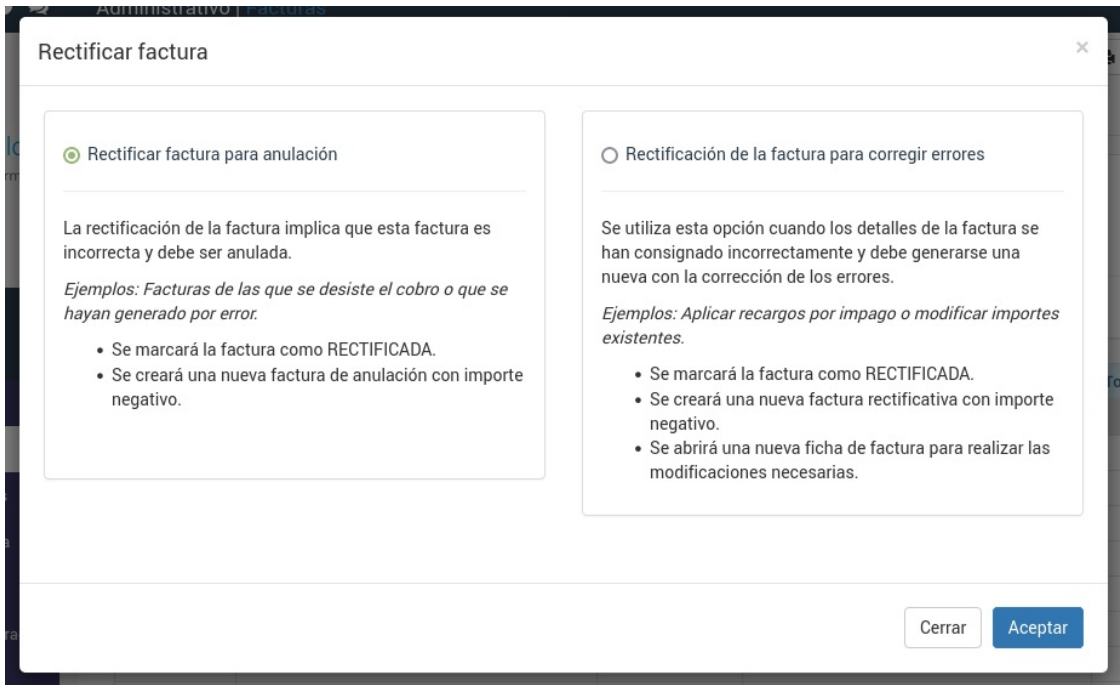 Administrativo | Facturas
Rectificar factura
×
Rectificar factura para anulación
La rectificación de la factura implica que esta factura es
incorrecta y debe ser anulada.
Ejemplos: Facturas de las que se desiste el cobro o que se
hayan generado por error.
• Se marcará la factura como RECTIFICADA.
• Se creará una nueva factura de anulación con importe
negativo.
Rectificación de la factura para corregir errores
Se utiliza esta opción cuando los detalles de la factura se
han consignado incorrectamente y debe generarse una
nueva con la corrección de los errores.
Ejemplos: Aplicar recargos por impago o modificar importes
existentes.
• Se marcará la factura como RECTIFICADA.
• Se creará una nueva factura rectificativa con importe
negativo.
• Se abrirá una nueva ficha de factura para realizar las
modificaciones necesarias.
Cerrar
Aceptar